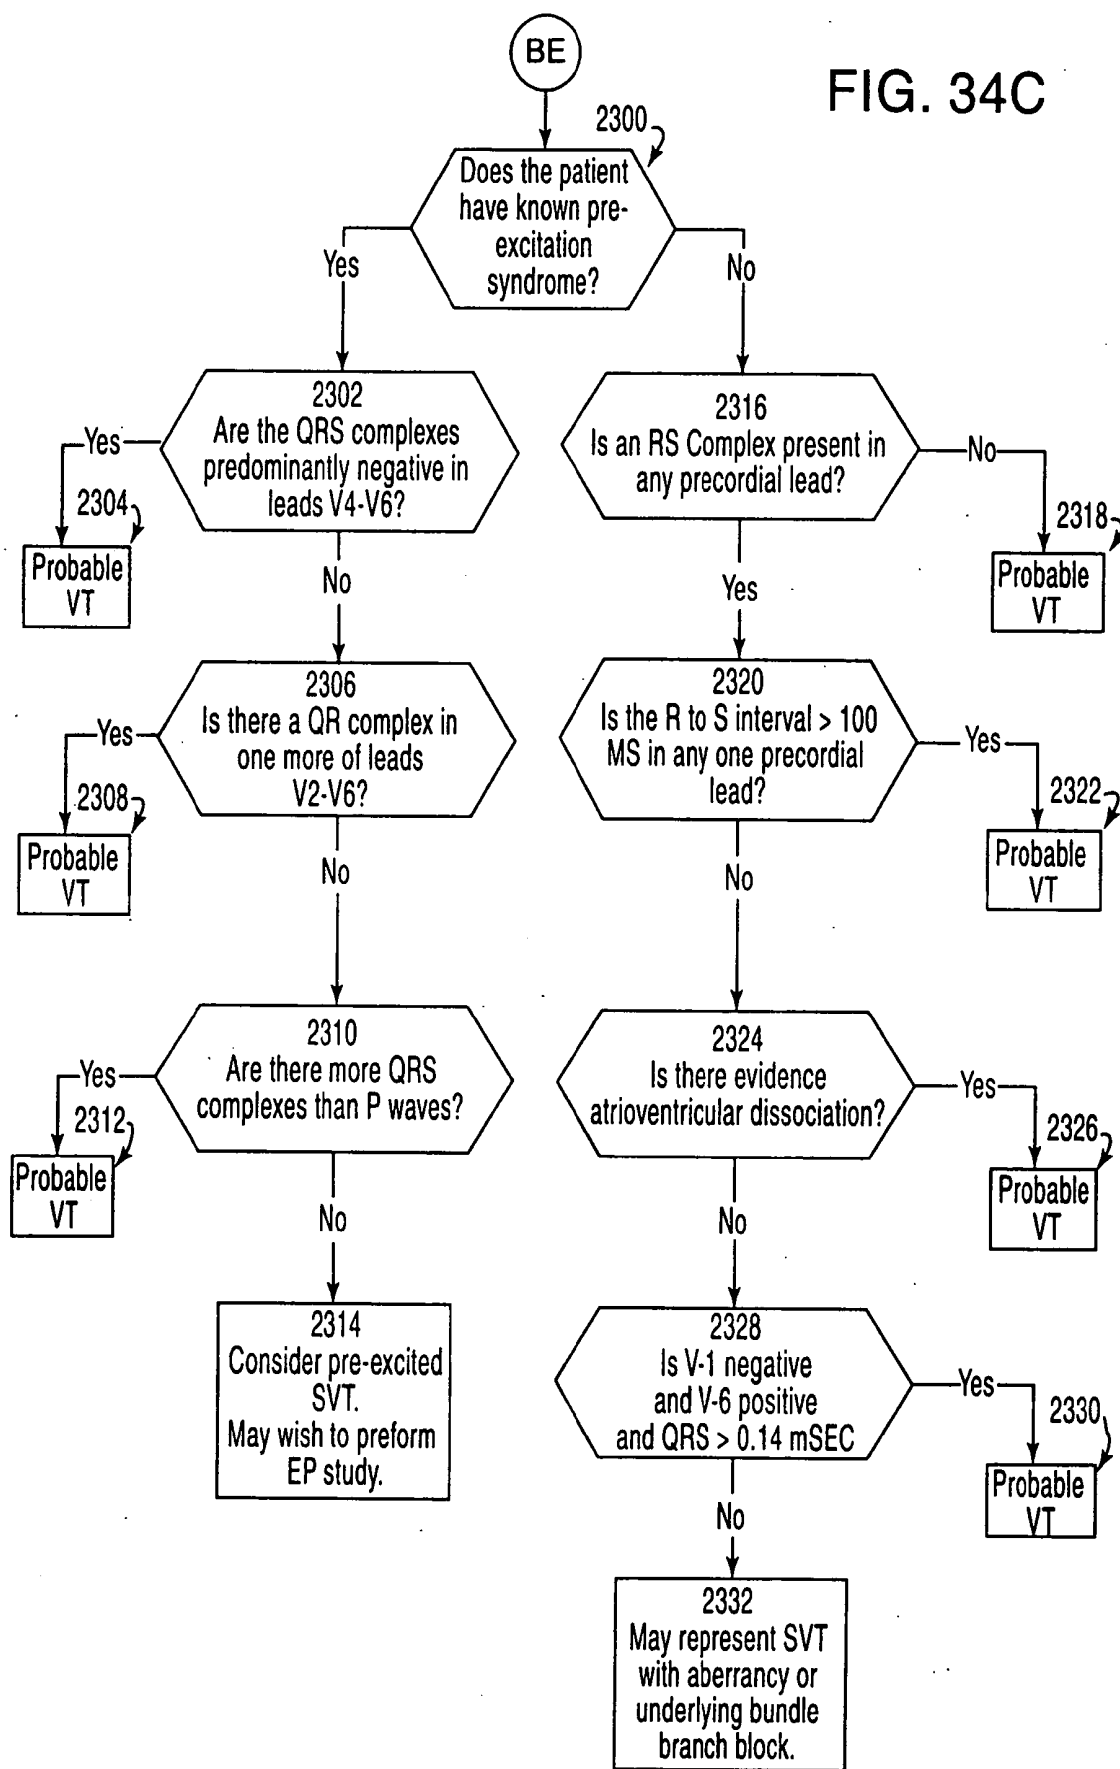 BE
FIG. 34C
2300
Does the patient
have known pre-
excitation
syndrome?
Yes
No
2302
Are the QRS complexes
predominantly negative in
leads V4-V6?
Yes
2304
Probable
VT
No
2316
Is an RS Complex present in
any precordial lead?
No
2318
Probable
VT
Yes
2306
Is there a QR complex in
one more of leads
V2-V6?
Yes
2308
Probable
VT
No
2320
Is the R to S interval > 100
MS in any one precordial
lead?
Yes
2322
Probable
VT
No
2310
Are there more QRS
complexes than P waves?
Yes
2312
Probable
VT
No
2324
Is there evidence
atrioventricular dissociation?
Yes
2326
Probable
VT
No
2314
Consider pre-excited
SVT.
May wish to preform
EP study.
2328
Is V-1 negative
and V-6 positive
and QRS > 0.14 mSEC
Yes
2330
Probable
VT
No
2332
May represent SVT
with aberrancy or
underlying bundle
branch block.